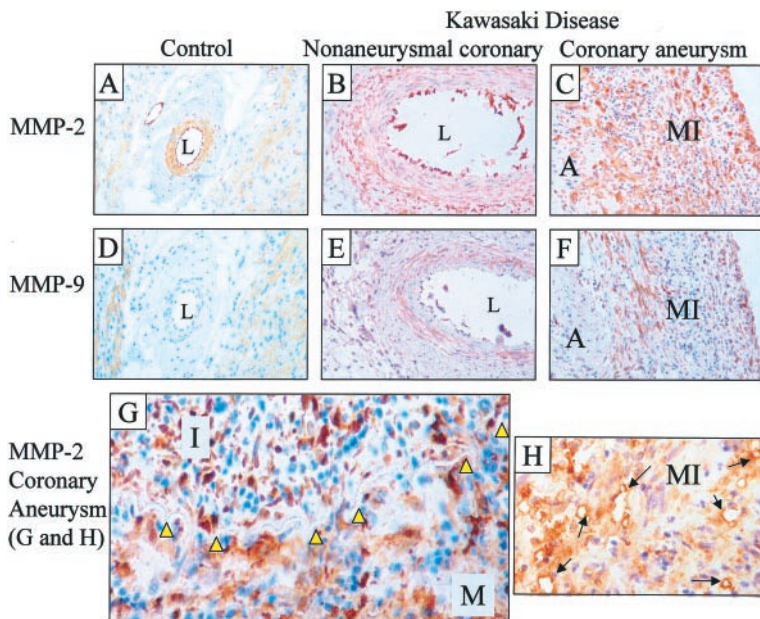 Kawasaki Disease
Control
Nonaneurysmal coronary
Coronary aneurysm
MMP-2
A
L
B
L
C
MI
A
MMP-9
D
L
E
L
F
MI
A
MMP-2
Coronary
Aneurysm
(G and H)
G
I
M
H
MI